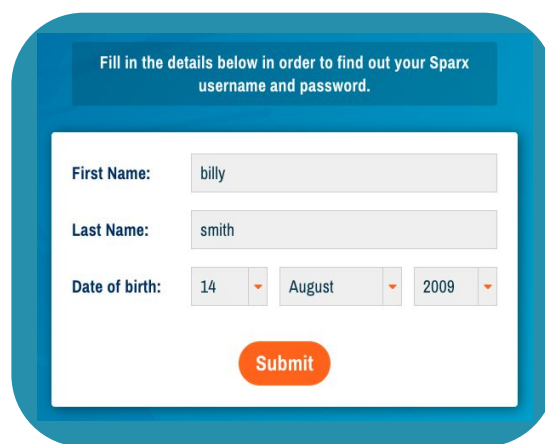 Fill in the details below in order to find out your Sparx
username and password.
First Name: billy
Last Name: smith
Date of birth: 14 August 2009
Submit